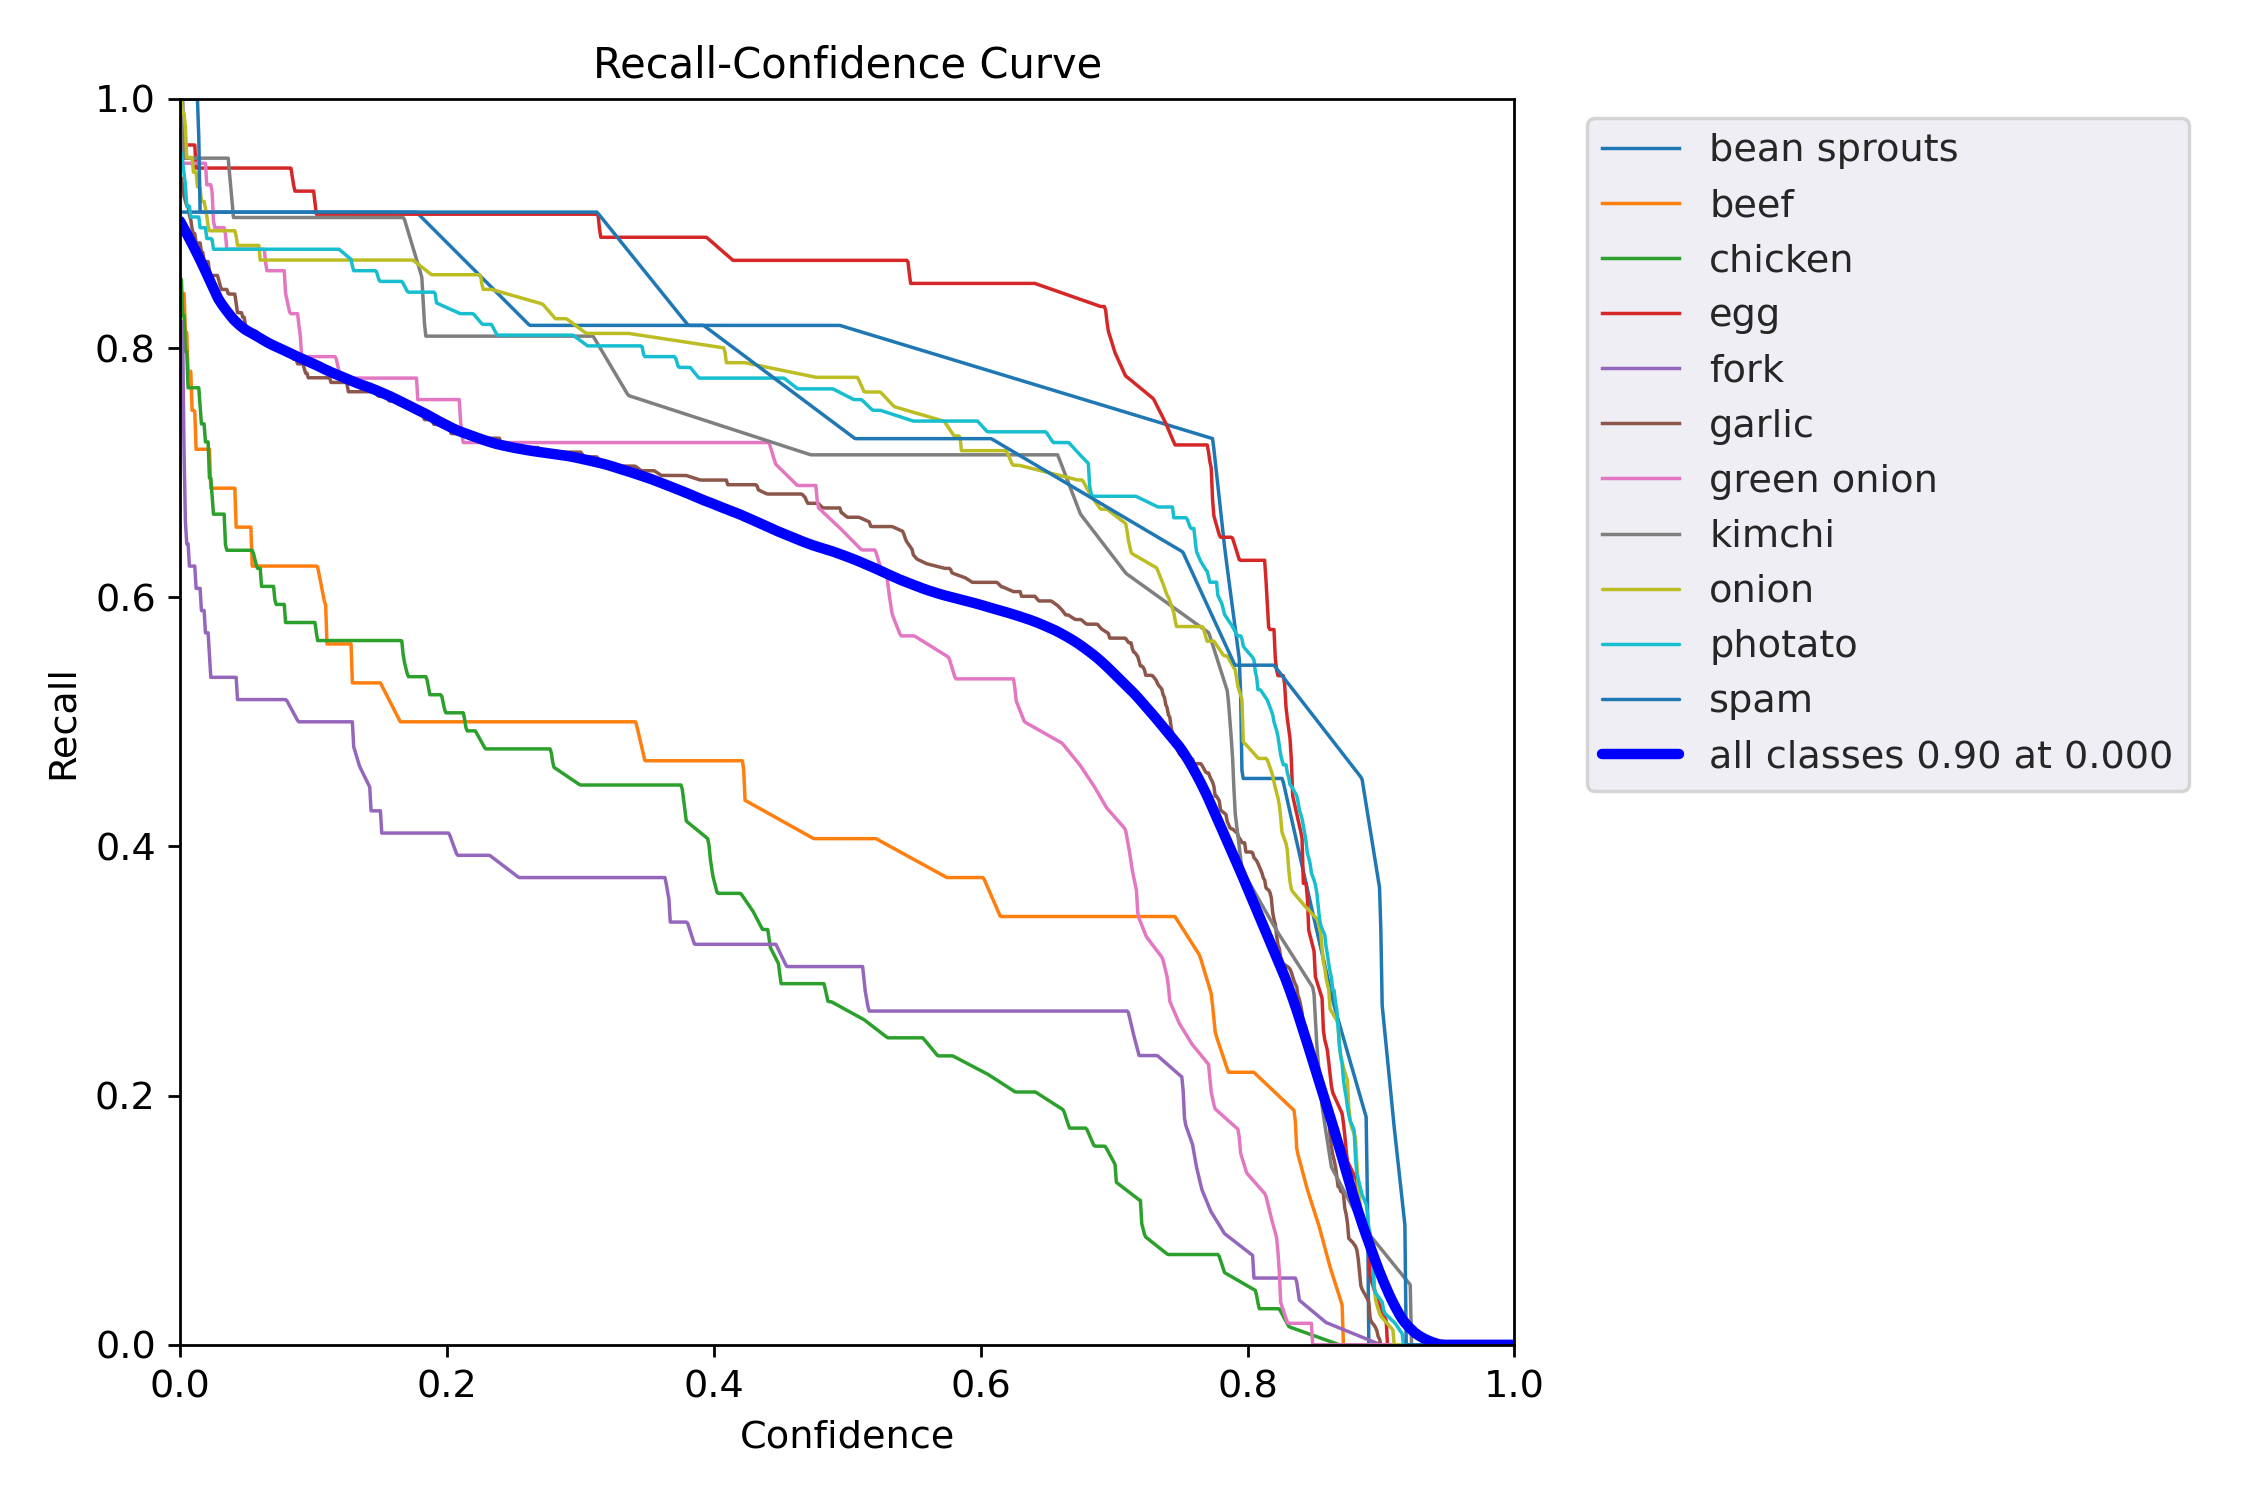 Recall-Confidence Curve
1.0
0.8
0.6
0.4
0.2
0.0
Recall
0.0 0.2 0.4 0.6 0.8 1.0
Confidence
bean sprouts
beef
chicken
egg
fork
garlic
green onion
kimchi
onion
photato
spam
all classes 0.90 at 0.000